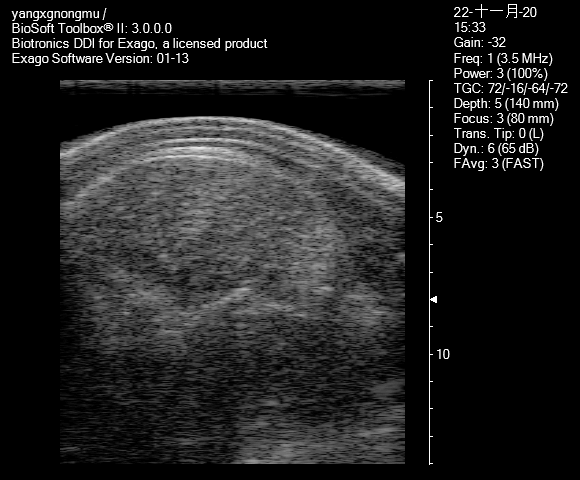 yangxgnongmu /
BioSoft Toolbox® II: 3.0.0.0
Biotronics DDI for Exago, a licensed product
Exago Software Version: 01-13
22-十一月-20
15:33
Gain: -32
Freq: 1 (3.5 MHz)
Power: 3 (100%)
TGC: 72/-16/-64/-72
Depth: 5 (140 mm)
Focus: 3 (80 mm)
Trans. Tip: 0 (L)
Dyn.: 6 (65 dB)
FAvg: 3 (FAST)
5
10